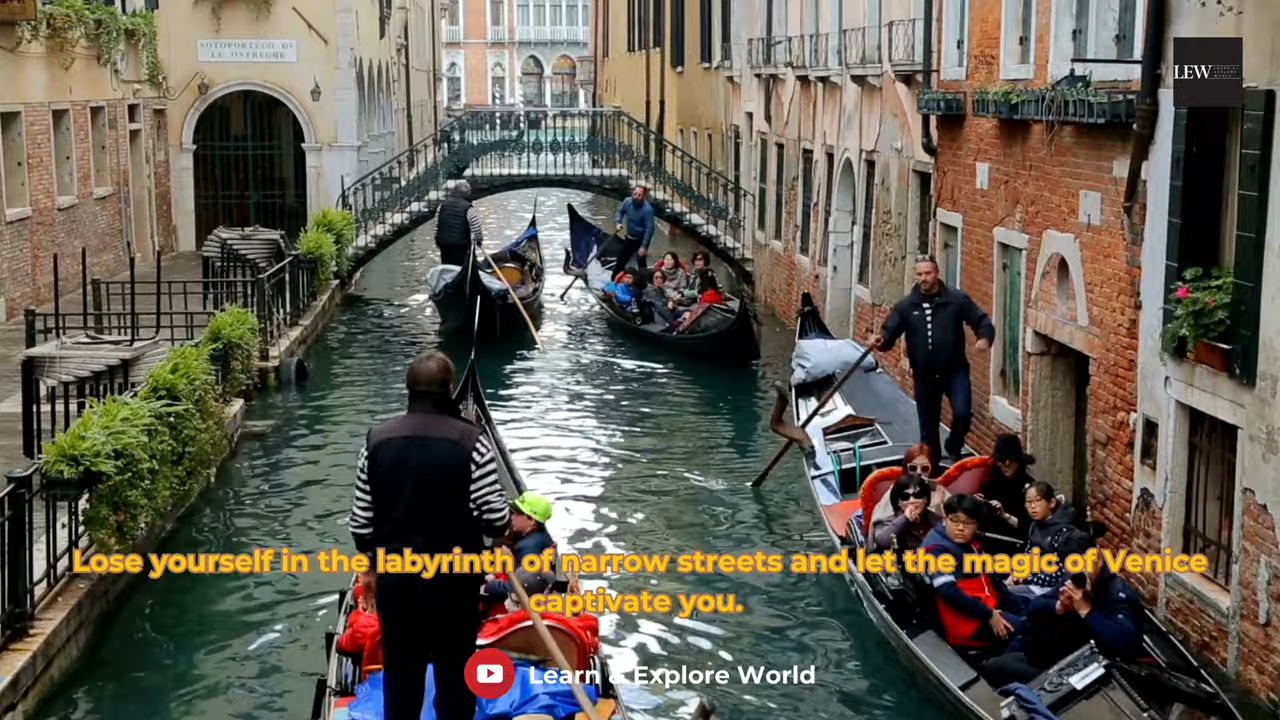 SOTOPORTEGO DE
LE OSTREGHE
LEW
Lose yourself in the labyrinth of narrow streets and let the magic of Venice
captivate you.
Learn & Explore World